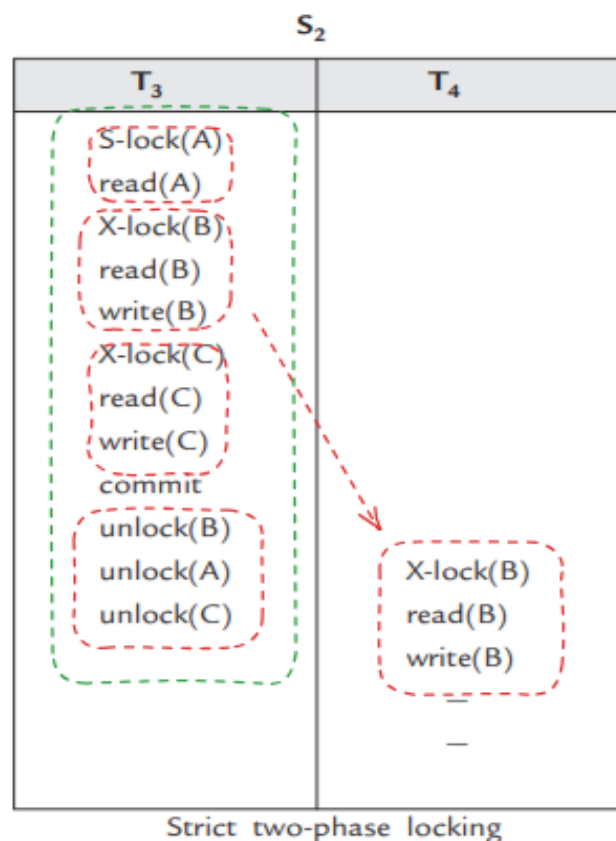 S₂
T₃
T₄
S-lock(A)
read(A)
X-lock(B)
read(B)
write(B)
X-lock(C)
read(C)
write(C)
commit
unlock(B)
unlock(A)
unlock(C)
X-lock(B)
read(B)
write(B)
—
—
Strict two-phase locking